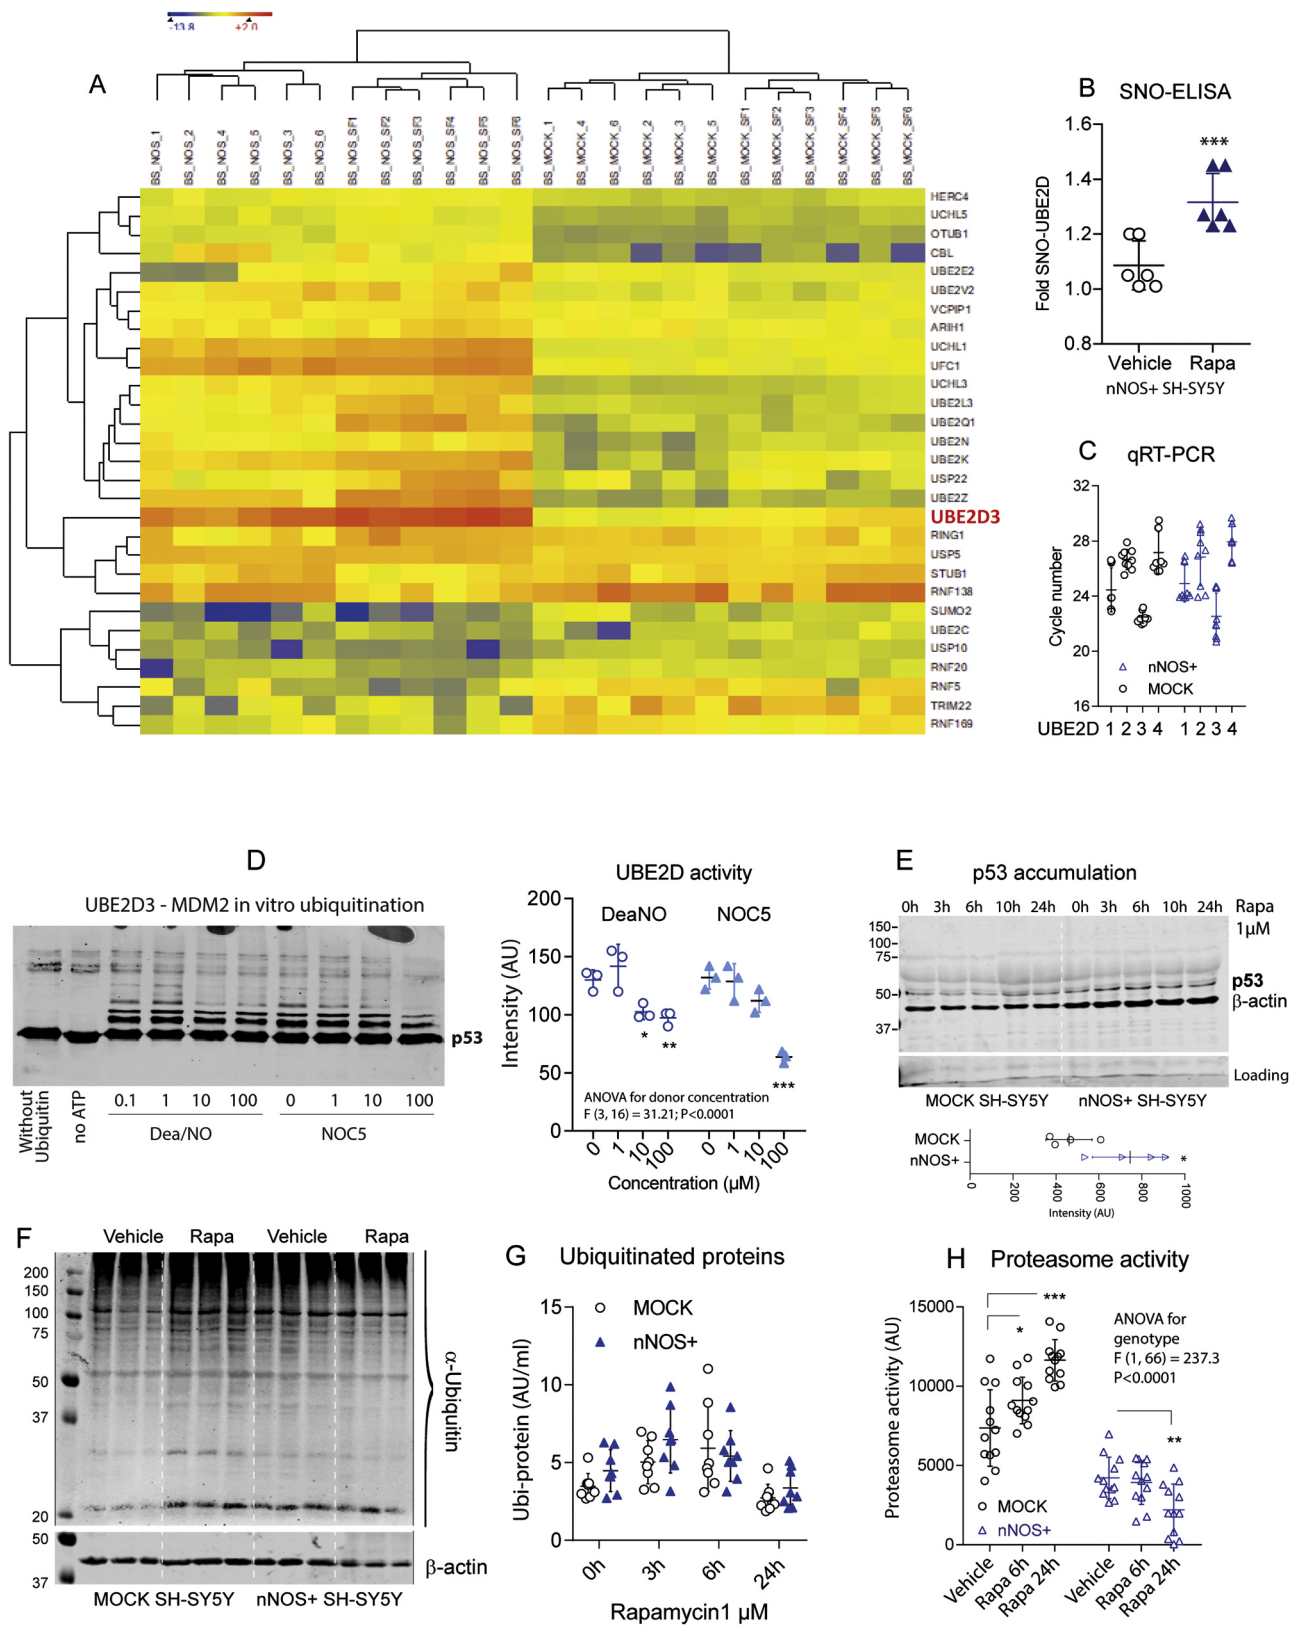 -13.8 +2.0
A
BS_NOS_1
BS_NOS_2
BS_NOS_4
BS_NOS_5
BS_NOS_3
BS_NOS_6
BS_NOS_SF1
BS_NOS_SF2
BS_NOS_SF3
BS_NOS_SF4
BS_NOS_SF5
BS_NOS_SF6
BS_MOCK_1
BS_MOCK_4
BS_MOCK_6
BS_MOCK_2
BS_MOCK_3
BS_MOCK_5
BS_MOCK_SF1
BS_MOCK_SF2
BS_MOCK_SF3
BS_MOCK_SF4
BS_MOCK_SF5
BS_MOCK_SF6
HERC4
UCHL5
OTUB1
CBL
UBE2E2
UBE2V2
VCPIP1
ARIH1
UCHL1
UFC1
UCHL3
UBE2L3
UBE2Q1
UBE2N
UBE2K
USP22
UBE2Z
UBE2D3
RING1
USP5
STUB1
RNF138
SUMO2
UBE2C
USP10
RNF20
RNF5
TRIM22
RNF169
B SNO-ELISA
Fold SNO-UBE2D
1.6
1.4
1.2
1.0
0.8
***
Vehicle Rapa
nNOS+ SH-SY5Y
C qRT-PCR
Cycle number
32
28
24
20
16
nNOS+
MOCK
UBE2D 1 2 3 4 1 2 3 4
D
UBE2D3 - MDM2 in vitro ubiquitination
p53
Without Ubiquitin
no ATP
0.1 1 10 100 0 1 10 100
Dea/NO NOC5
UBE2D activity
Intensity (AU)
200
150
100
50
0
DeaNO NOC5
* ** ***
ANOVA for donor concentration
F (3, 16) = 31.21; P<0.0001
0 1 10 100 0 1 10 100
Concentration (µM)
E p53 accumulation
0h 3h 6h 10h 24h 0h 3h 6h 10h 24h Rapa
1µM
150-
100-
75-
50-
37-
p53
β-actin
Loading
MOCK SH-SY5Y nNOS+ SH-SY5Y
MOCK
nNOS+
*
0 200 400 600 800 1000
Intensity (AU)
F
Vehicle Rapa Vehicle Rapa
200
150
100
75
50
37
20
α-Ubiquitin
50
37
β-actin
MOCK SH-SY5Y nNOS+ SH-SY5Y
G Ubiquitinated proteins
Ubi-protein (AU/ml)
15
10
5
0
MOCK
nNOS+
0h 3h 6h 24h
Rapamycin1 µM
H Proteasome activity
Proteasome activity (AU)
15000
10000
5000
0
***
*
**
ANOVA for
genotype
F (1, 66) = 237.3
P<0.0001
MOCK
nNOS+
Vehicle Rapa 6h Rapa 24h Vehicle Rapa 6h Rapa 24h